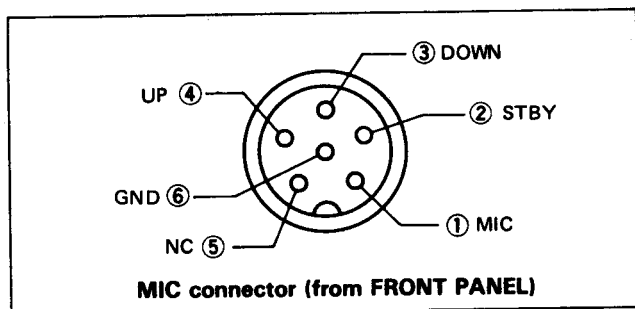 ③ DOWN
UP ④
② STBY
GND ⑥
① MIC
NC ⑤
MIC connector (from FRONT PANEL)